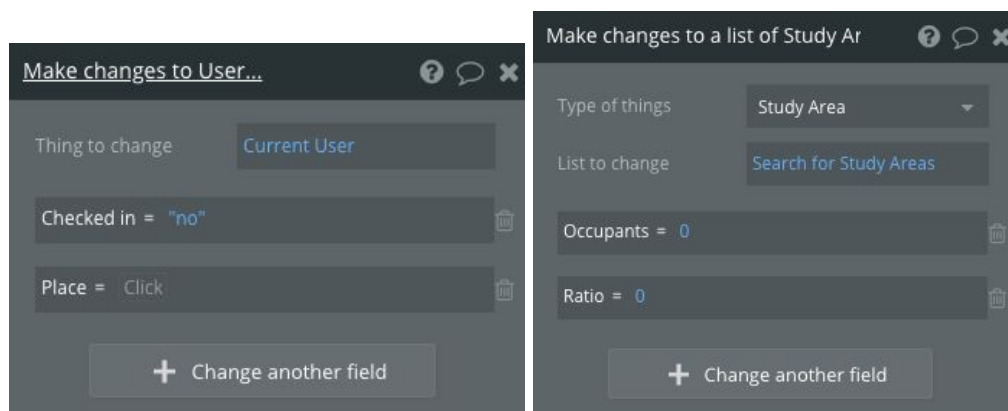 Make changes to User...
Thing to change Current User
Checked in = "no"
Place = Click
+ Change another field
Make changes to a list of Study Ar
Type of things Study Area
List to change Search for Study Areas
Occupants = 0
Ratio = 0
+ Change another field